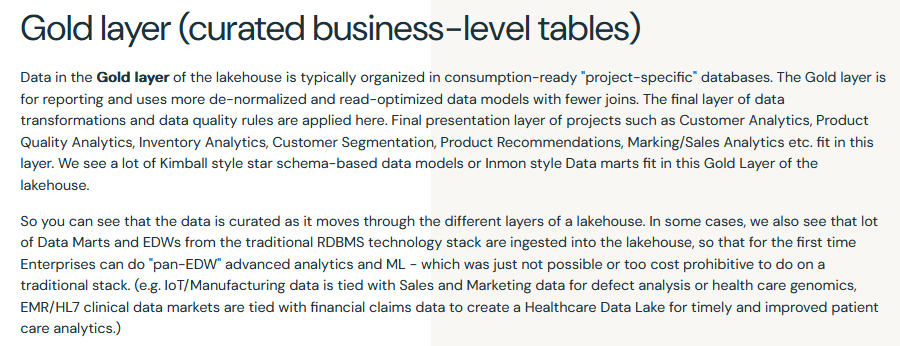 Gold layer (curated business-level tables)
Data in the Gold layer of the lakehouse is typically organized in consumption-ready "project-specific" databases. The Gold layer is
for reporting and uses more de-normalized and read-optimized data models with fewer joins. The final layer of data
transformations and data quality rules are applied here. Final presentation layer of projects such as Customer Analytics, Product
Quality Analytics, Inventory Analytics, Customer Segmentation, Product Recommendations, Marking/Sales Analytics etc. fit in this
layer. We see a lot of Kimball style star schema-based data models or Inmon style Data marts fit in this Gold Layer of the
lakehouse.
So you can see that the data is curated as it moves through the different layers of a lakehouse. In some cases, we also see that lot
of Data Marts and EDWs from the traditional RDBMS technology stack are ingested into the lakehouse, so that for the first time
Enterprises can do "pan-EDW" advanced analytics and ML - which was just not possible or too cost prohibitive to do on a
traditional stack. (e.g. IoT/Manufacturing data is tied with Sales and Marketing data for defect analysis or health care genomics,
EMR/HL7 clinical data markets are tied with financial claims data to create a Healthcare Data Lake for timely and improved patient
care analytics.)